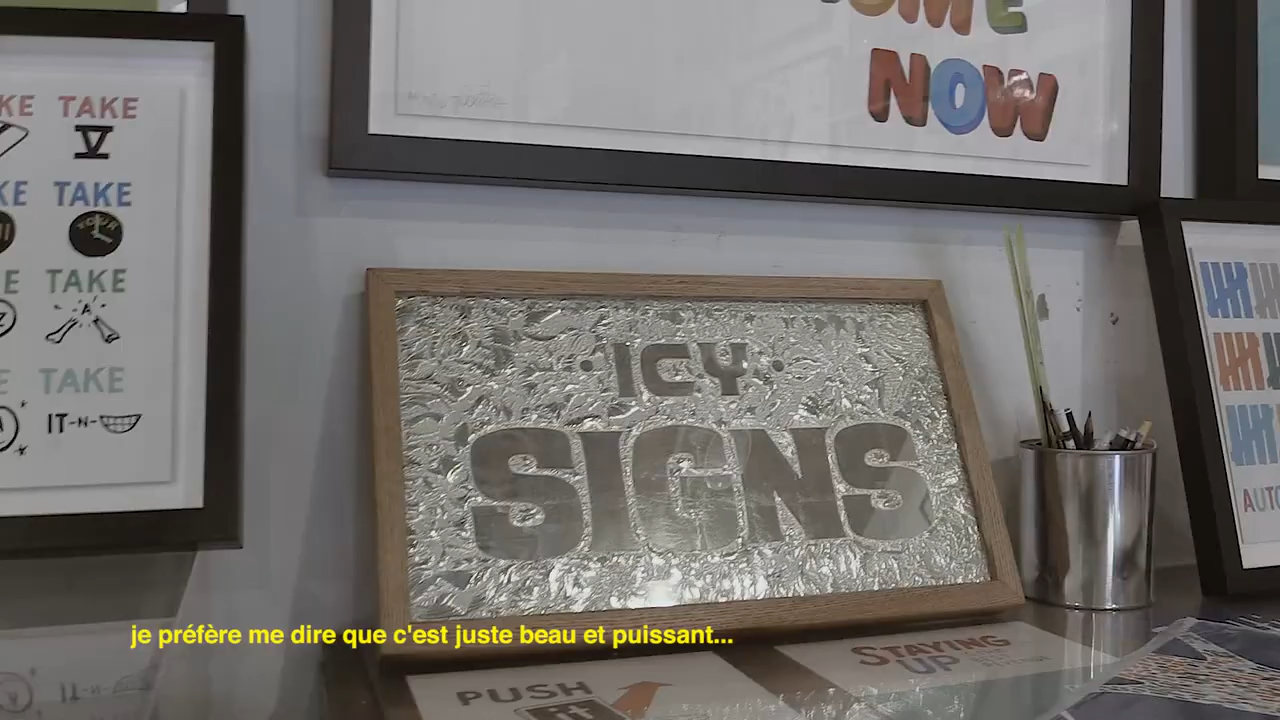 NOW
KE TAKE
V
KE TAKE
TAKE
A
TAKE
IT-N-
· ICY ·
SIGNS
je préfère me dire que c'est juste beau et puissant...
STAYING
UP
PUSH
AUTO